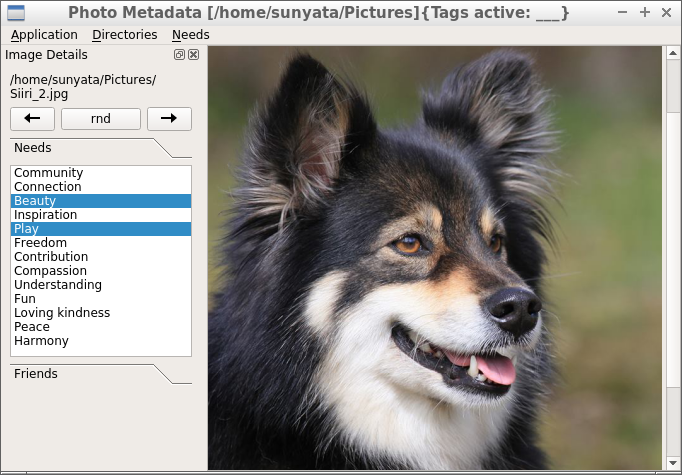 Photo Metadata [/home/sunyata/Pictures]{Tags active: ___}
Application Directories Needs
Image Details
/home/sunyata/Pictures/
Siiri_2.jpg
rnd
Needs
Community
Connection
Beauty
Inspiration
Play
Freedom
Contribution
Compassion
Understanding
Fun
Loving kindness
Peace
Harmony
Friends